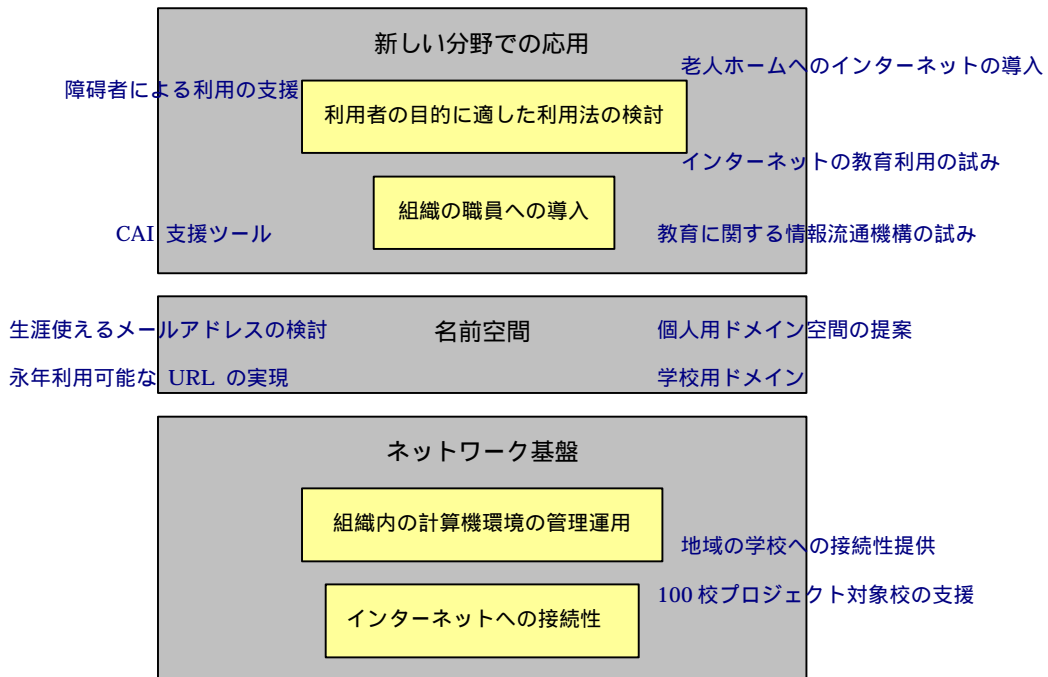 新しい分野での応用
老人ホームへのインターネットの導入
障碍者による利用の支援
利用者の目的に適した利用法の検討
インターネットの教育利用の試み
組織の職員への導入
CAI 支援ツール
教育に関する情報流通機構の試み
生涯使えるメールアドレスの検討
名前空間
個人用ドメイン空間の提案
永年利用可能な URL の実現
学校用ドメイン
ネットワーク基盤
組織内の計算機環境の管理運用
地域の学校への接続性提供
100 校プロジェクト対象校の支援
インターネットへの接続性